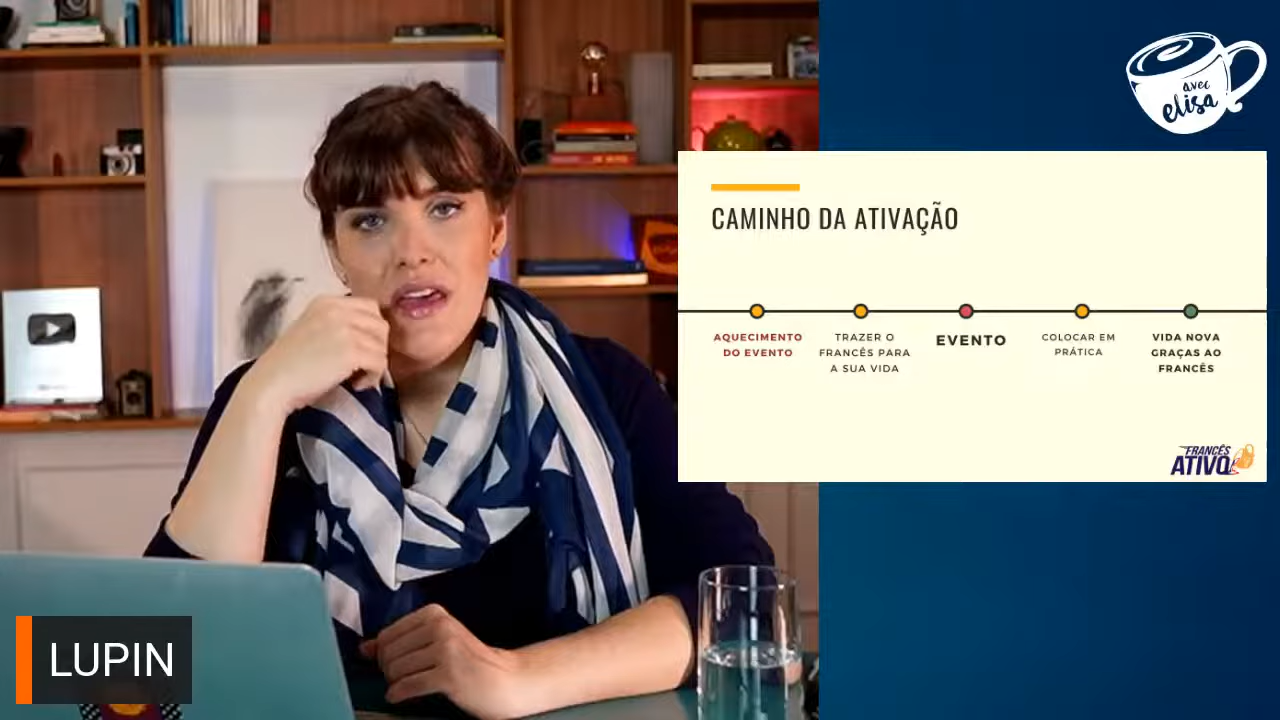 avec
elisa
CAMINHO DA ATIVAÇÃO
AQUECIMENTO
DO EVENTO
TRAZER O
FRANCÊS PARA
A SUA VIDA
EVENTO
COLOCAR EM
PRÁTICA
VIDA NOVA
GRAÇAS AO
FRANCÊS
FRANCÊS
ATIVO
LUPIN